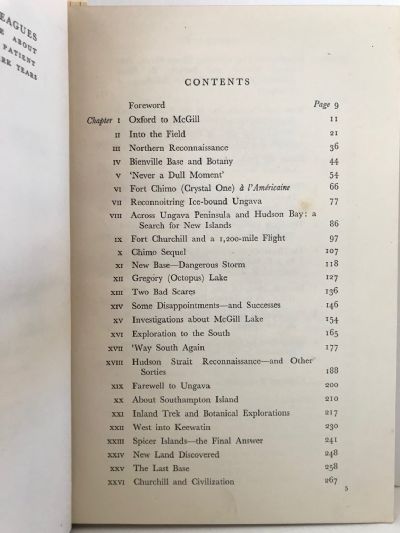 EAGUES
E ABOUT
PATIENT
RK YEARS
CONTENTS
Foreword Page 9
Chapter I Oxford to McGill 11
II Into the Field 21
III Northern Reconnaissance 36
IV Bienville Base and Botany 44
V 'Never a Dull Moment' 54
VI Fort Chimo (Crystal One) à l'Américaine 66
VII Reconnoitring Ice-bound Ungava 77
VIII Across Ungava Peninsula and Hudson Bay: a
Search for New Islands 86
IX Fort Churchill and a 1,200-mile Flight 97
X Chimo Sequel 107
XI New Base—Dangerous Storm 118
XII Gregory (Octopus) Lake 127
XIII Two Bad Scares 136
XIV Some Disappointments—and Successes 146
XV Investigations about McGill Lake 154
XVI Exploration to the South 165
XVII 'Way South Again 177
XVIII Hudson Strait Reconnaissance—and Other
Sorties 188
XIX Farewell to Ungava 200
XX About Southampton Island 210
XXI Inland Trek and Botanical Explorations 217
XXII West into Keewatin 230
XXIII Spicer Islands—the Final Answer 241
XXIV New Land Discovered 248
XXV The Last Base 258
XXVI Churchill and Civilization 267
5